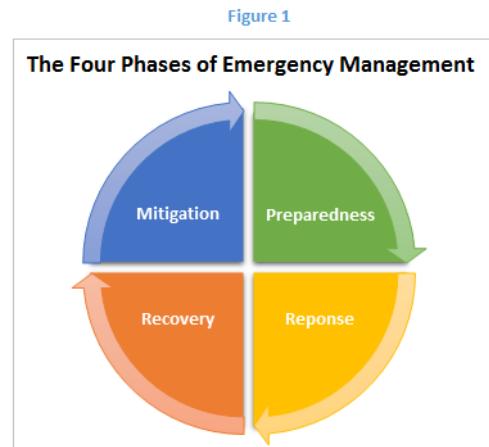 Figure 1
The Four Phases of Emergency Management
Mitigation
Preparedness
Recovery
Reponse